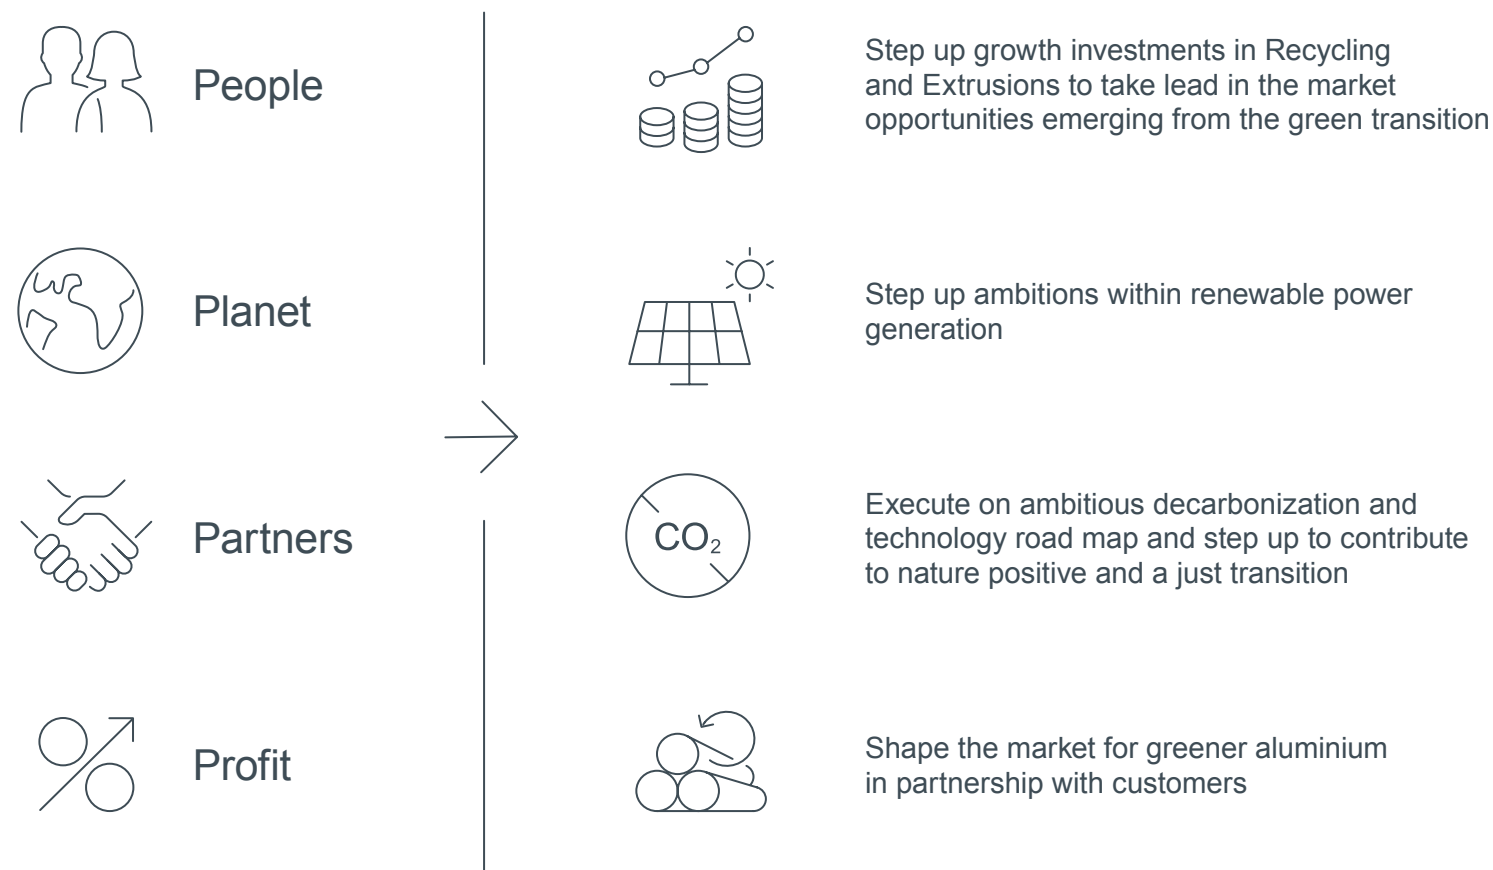 People
Planet
Partners
Profit
Step up growth investments in Recycling
and Extrusions to take lead in the market
opportunities emerging from the green transition
Step up ambitions within renewable power
generation
CO₂
Execute on ambitious decarbonization and
technology road map and step up to contribute
to nature positive and a just transition
Shape the market for greener aluminium
in partnership with customers